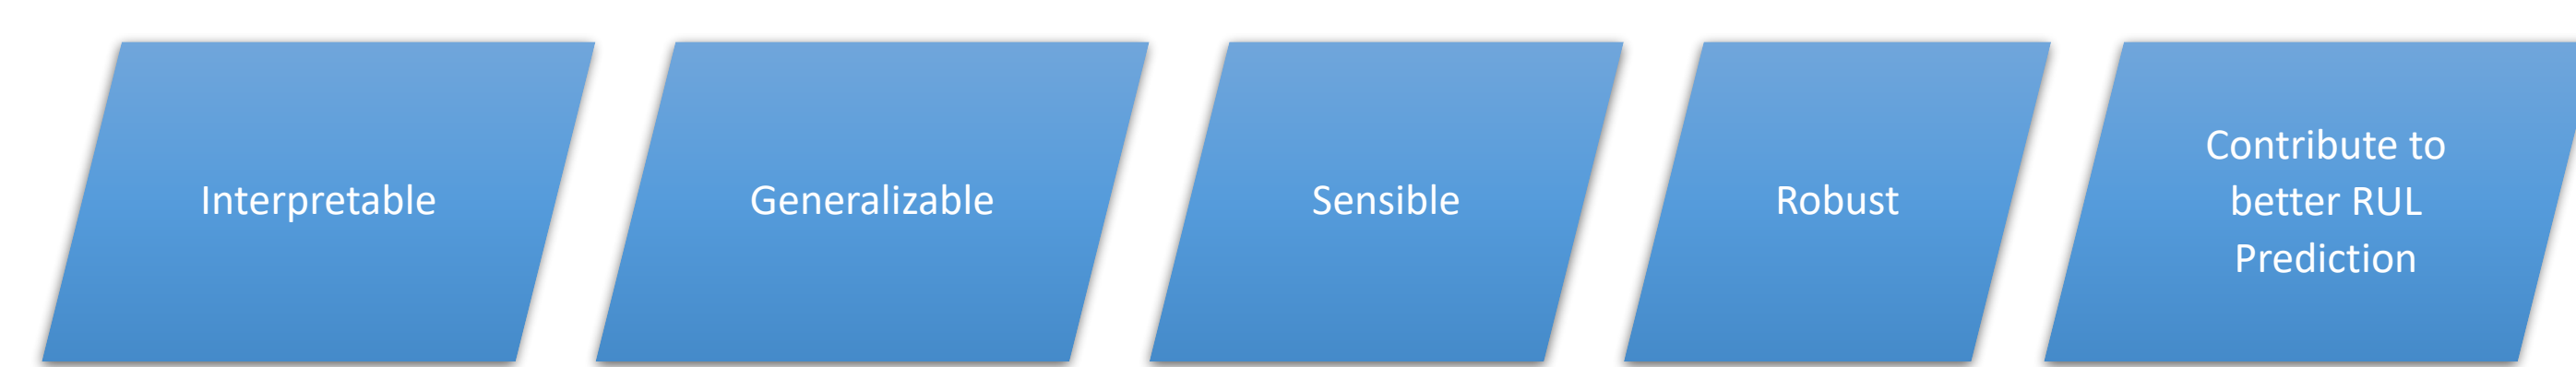 Interpretable
Generalizable
Sensible
Robust
Contribute to
better RUL
Prediction